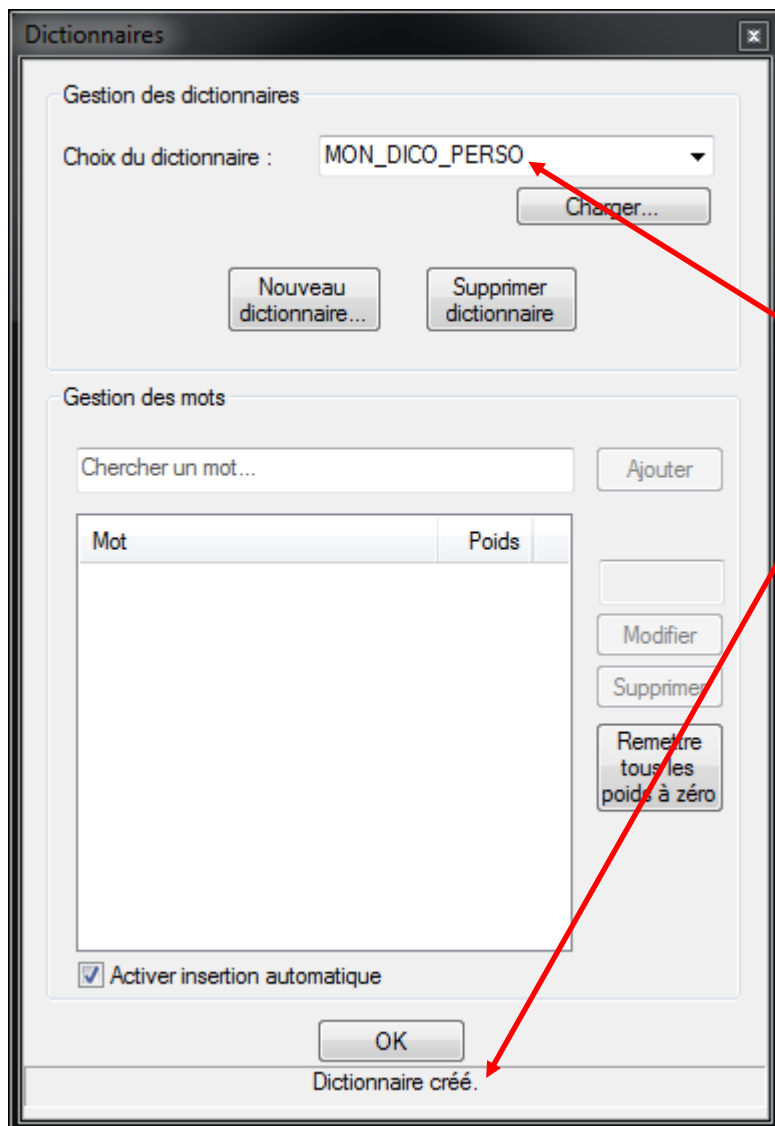 Dictionnaires
Gestion des dictionnaires
Choix du dictionnaire :
MON_DICO_PERSO
Charger...
Nouveau
dictionnaire...
Supprimer
dictionnaire
Gestion des mots
Chercher un mot...
Ajouter
Mot
Poids
Modifier
Supprimer
Remettre
tous les
poids à zéro
Activer insertion automatique
OK
Dictionnaire créé.